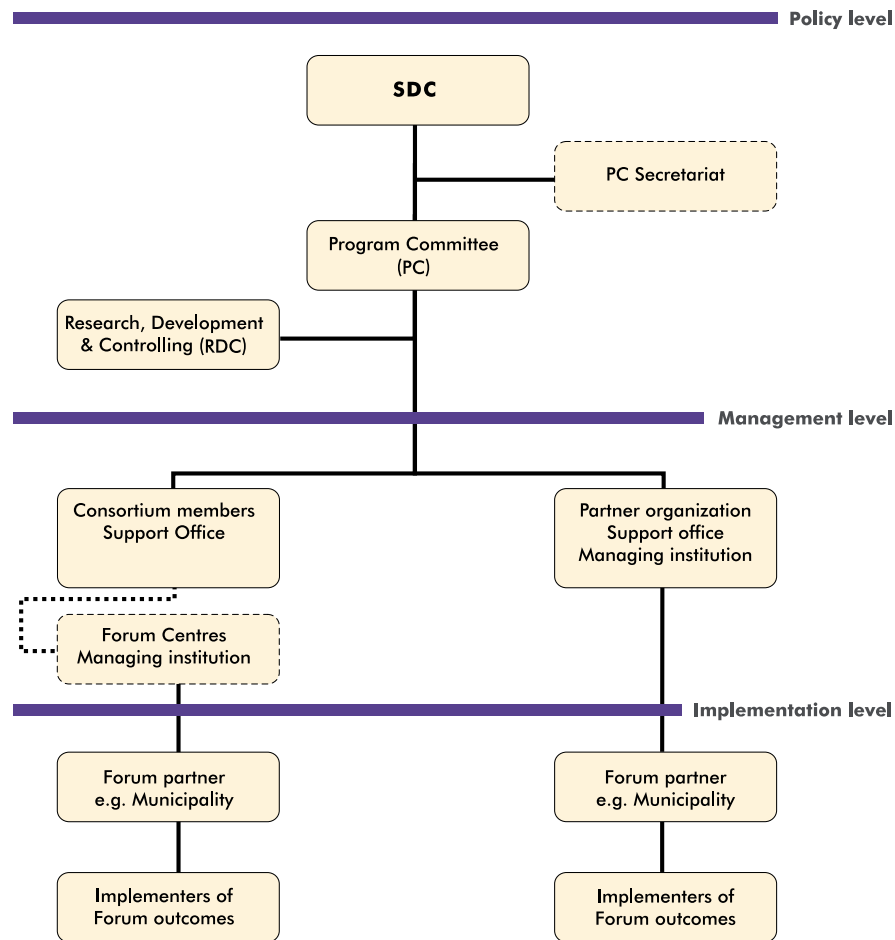 Policy level
SDC
PC Secretariat
Program Committee
(PC)
Research, Development
& Controlling (RDC)
Management level
Consortium members
Support Office
Partner organization
Support office
Managing institution
Forum Centres
Managing institution
Implementation level
Forum partner
e.g. Municipality
Forum partner
e.g. Municipality
Implementers of
Forum outcomes
Implementers of
Forum outcomes